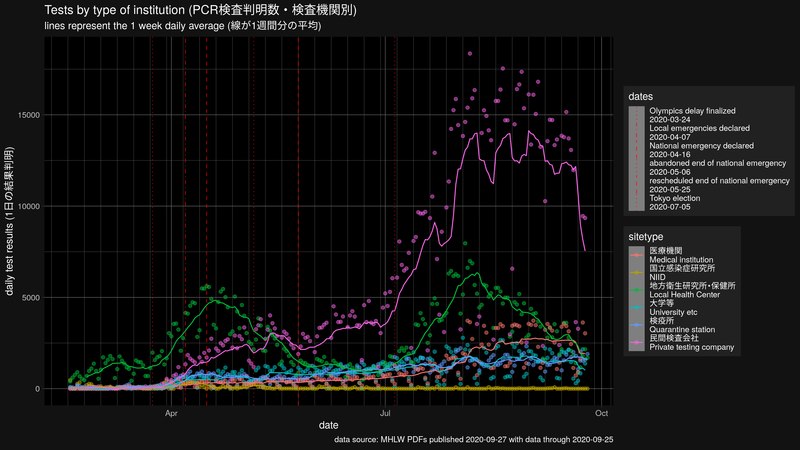 Tests by type of institution (PCR検査判明数・検査機関別)
lines represent the 1 week daily average (線が1週間分の平均)
daily test results (1日の結果判明)
15000
10000
5000
0
Apr
Jul
Oct
date
dates
Olympics delay finalized
2020-03-24
Local emergencies declared
2020-04-07
National emergency declared
2020-04-16
abandoned end of national emergency
2020-05-06
rescheduled end of national emergency
2020-05-25
Tokyo election
2020-07-05
sitetype
医療機関
Medical institution
国立感染症研究所
NIID
地方衛生研究所・保健所
Local Health Center
大学等
University etc
検疫所
Quarantine station
民間検査会社
Private testing company
data source: MHLW PDFs published 2020-09-27 with data through 2020-09-25